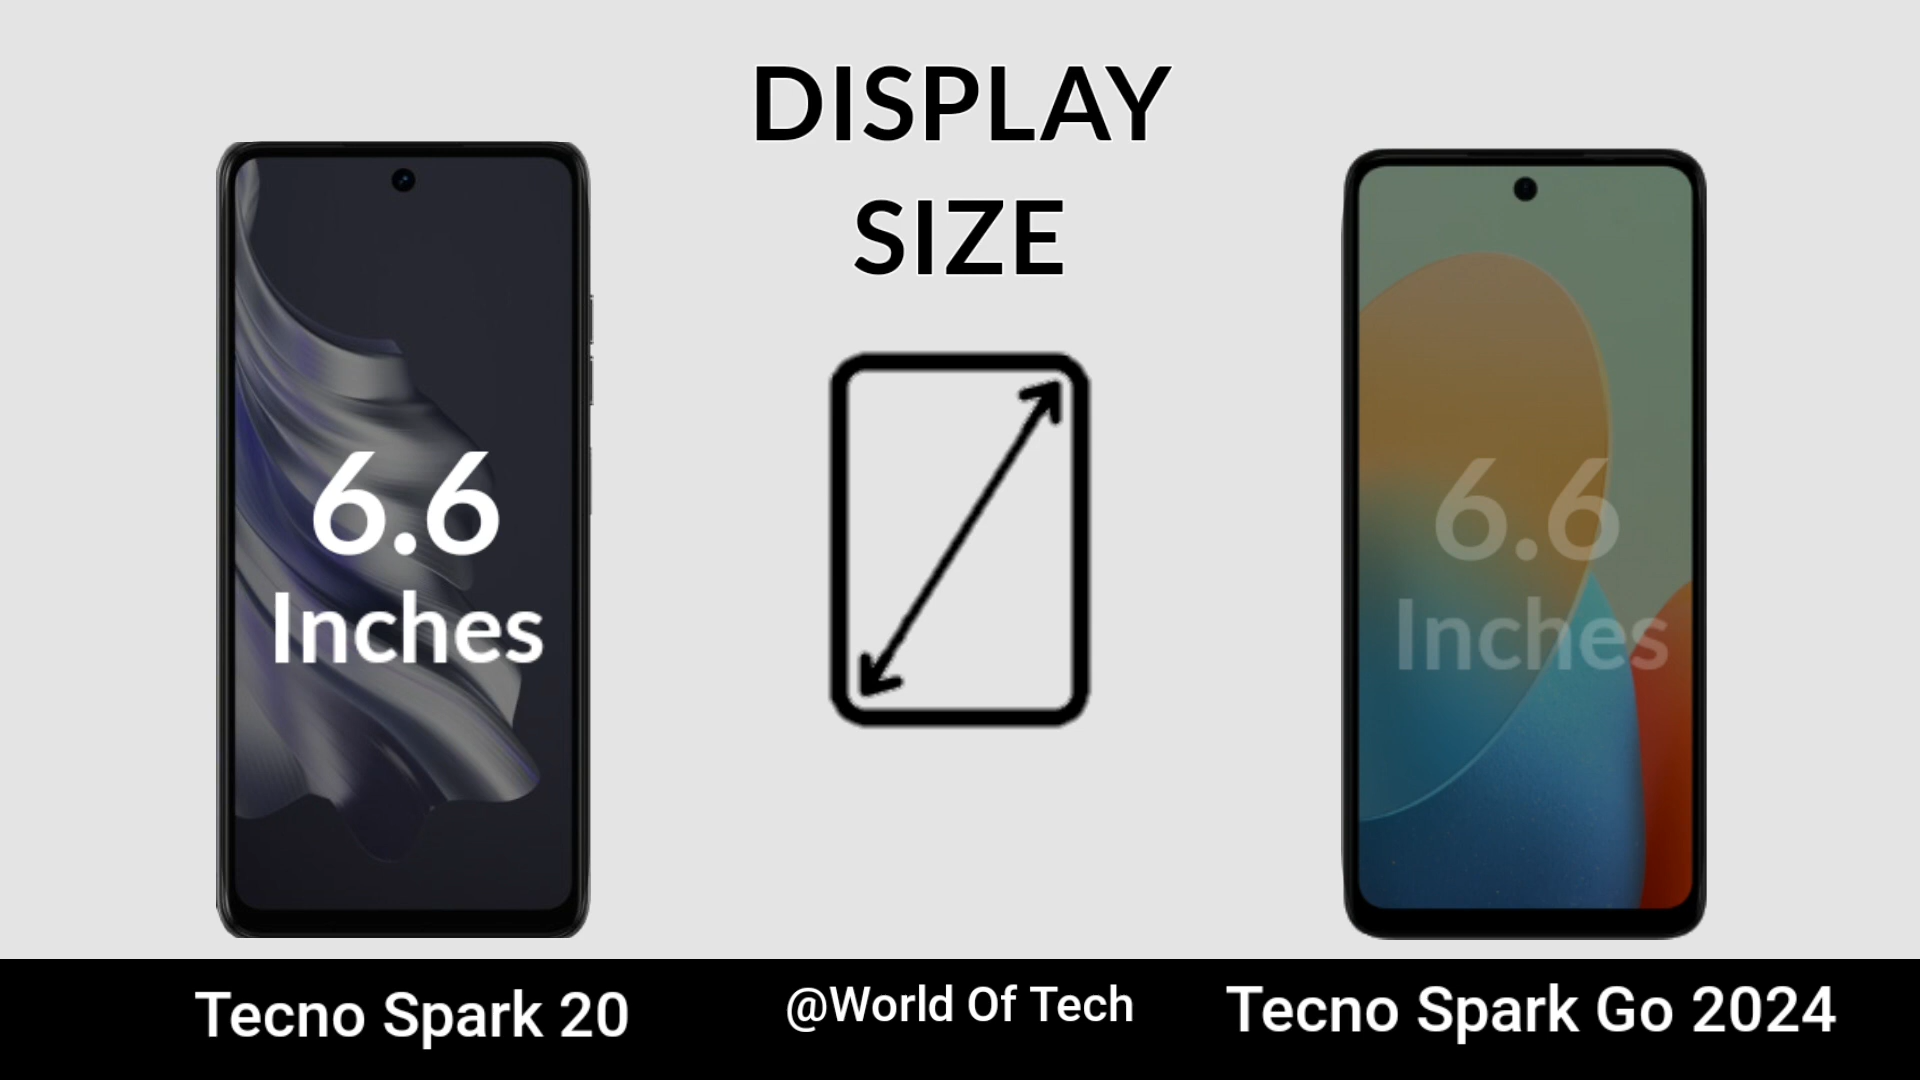 DISPLAY
SIZE
6.6
Inches
6.6
Inches
Tecno Spark 20
@World Of Tech
Tecno Spark Go 2024